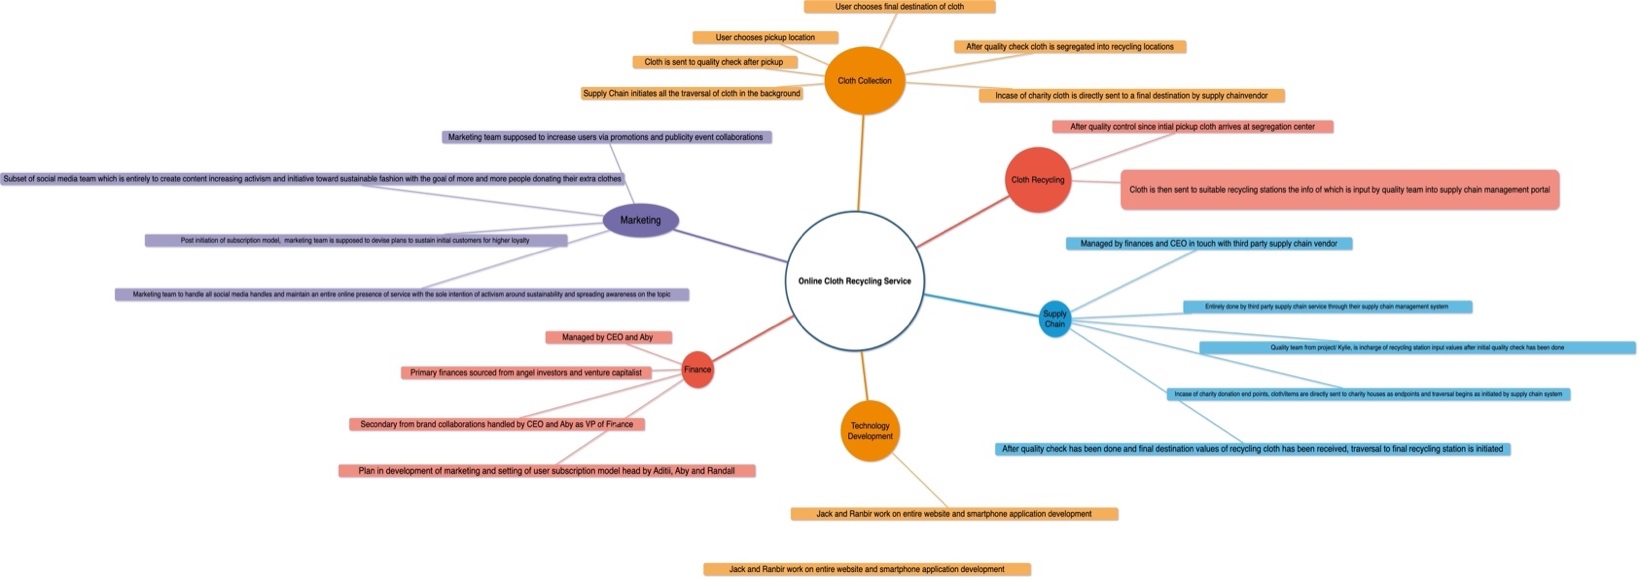 User chooses final destination of cloth
User chooses pickup location
After quality check cloth is segregated into recycling locations
Cloth is sent to quality check after pickup
Supply Chain initiates all the traversal of cloth in the background
Cloth Collection
Incase of charity cloth is directly sent to a final destination by supply chainvendor
After quality control since intial pickup cloth arrives at segregation center
Cloth Recycling
Cloth is then sent to suitable recycling stations the info of which is input by quality team into supply chain management portal
Marketing team supposed to increase users via promotions and publicity event collaborations
Subset of social media team which is entirely to create content increasing activism and initiative toward sustainable fashion with the goal of more and more people donating their extra clothes
Marketing
Post initiation of subscription model, marketing team is supposed to devise plans to sustain initial customers for higher loyalty
Marketing team to handle all social media handles and maintain an entire online presence of service with the sole intention of activism around sustainability and spreading awareness on the topic
Online Cloth Recycling Service
Managed by finances and CEO in touch with third party supply chain vendor
Entirely done by third party supply chain service through their supply chain management system
Supply
Chain
Quality team from project/ Kylie, is incharge of recycling station input values after initial quality check has been done
Incase of charity donation end points, cloth/items are directly sent to charity houses as endpoints and traversal begins as initiated by supply chain system
After quality check has been done and final destination values of recycling cloth has been received, traversal to final recycling station is initiated
Managed by CEO and Aby
Finance
Primary finances sourced from angel investors and venture capitalist
Secondary from brand collaborations handled by CEO and Aby as VP of Finance
Plan in development of marketing and setting of user subscription model head by Aditii, Aby and Randall
Technology
Development
Jack and Ranbir work on entire website and smartphone application development
Jack and Ranbir work on entire website and smartphone application development